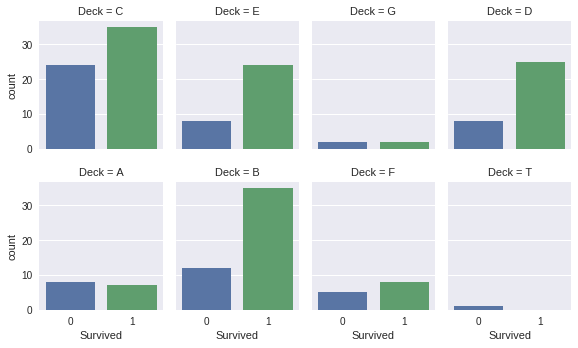 Deck = C Deck = E Deck = G Deck = D
30
20
10
0
count
Deck = A Deck = B Deck = F Deck = T
30
20
10
0
count
0 1 0 1 0 1 0 1
Survived Survived Survived Survived